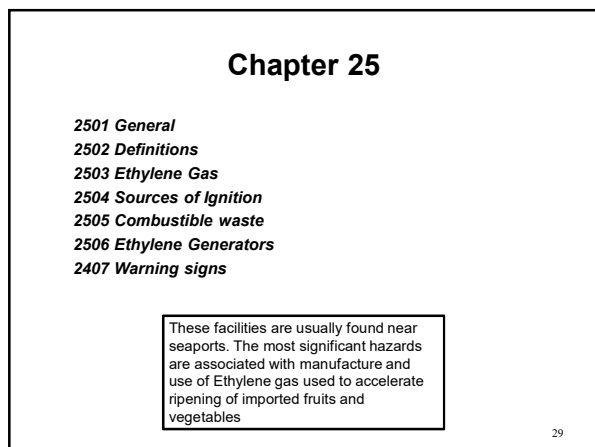 Chapter 25
2501 General
2502 Definitions
2503 Ethylene Gas
2504 Sources of Ignition
2505 Combustible waste
2506 Ethylene Generators
2407 Warning signs
These facilities are usually found near
seaports. The most significant hazards
are associated with manufacture and
use of Ethylene gas used to accelerate
ripening of imported fruits and
vegetables
29